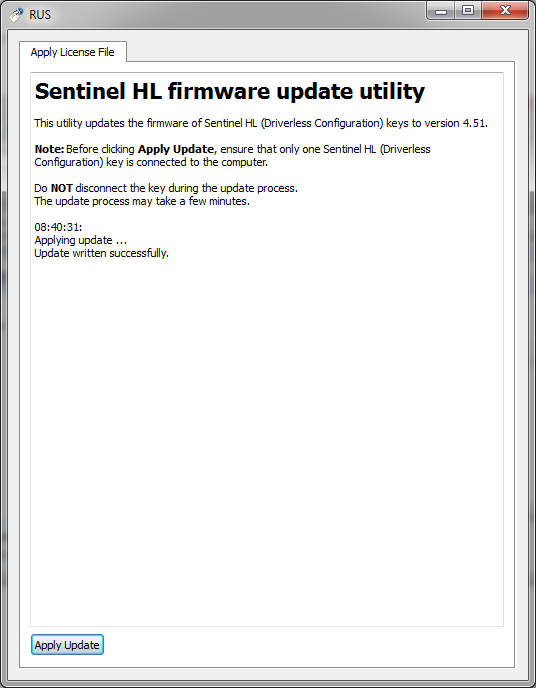 RUS
Apply License File
Sentinel HL firmware update utility
This utility updates the firmware of Sentinel HL (Driverless Configuration) keys to version 4.51.
Note: Before clicking Apply Update, ensure that only one Sentinel HL (Driverless
Configuration) key is connected to the computer.
Do NOT disconnect the key during the update process.
The update process may take a few minutes.
08:40:31:
Applying update ...
Update written successfully.
Apply Update